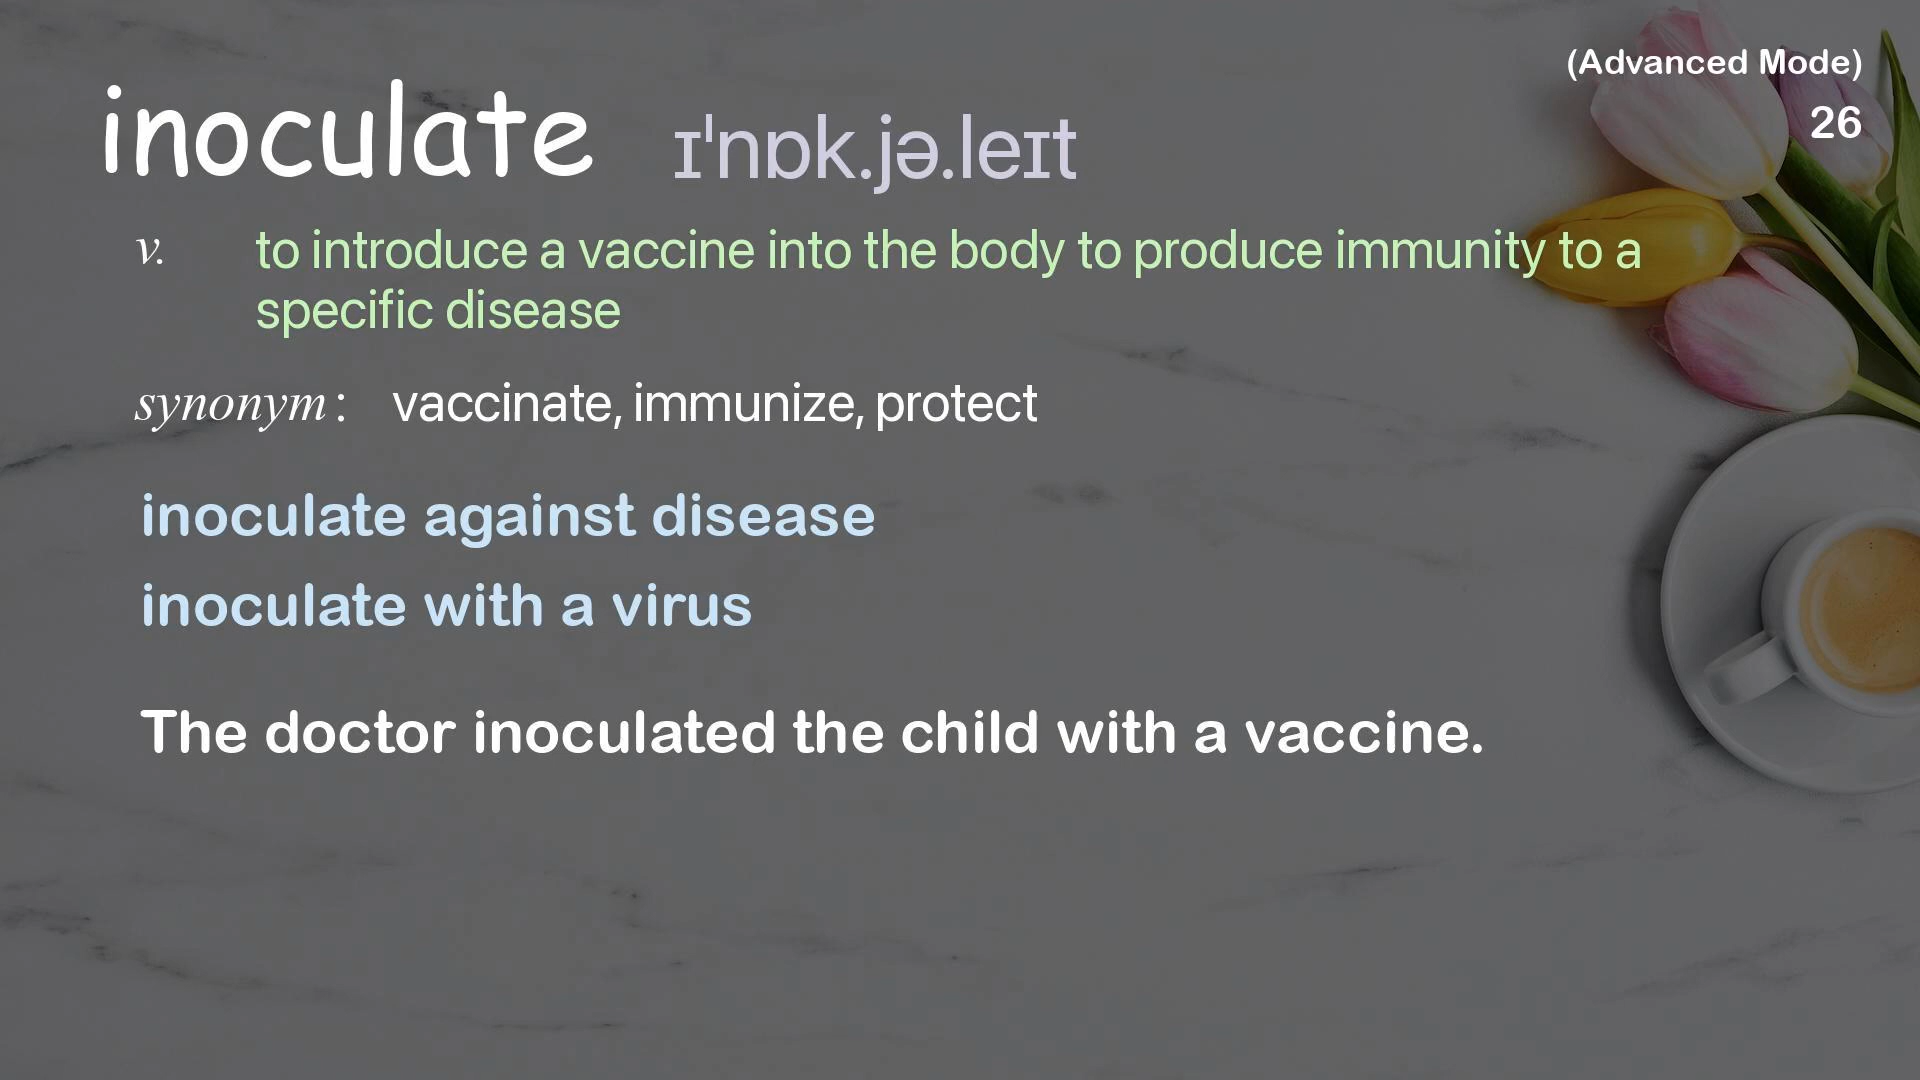 (Advanced Mode)
26
inoculate ɪˈnɒk.jə.leɪt
v. to introduce a vaccine into the body to produce immunity to a
specific disease
synonym: vaccinate, immunize, protect
inoculate against disease
inoculate with a virus
The doctor inoculated the child with a vaccine.